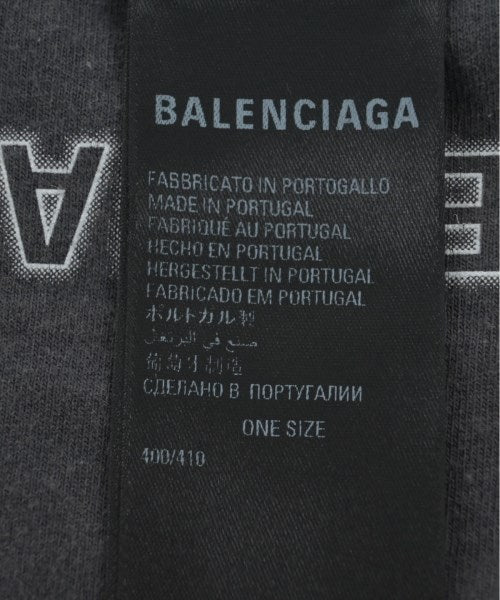 BALENCIAGA
FABBRICATO IN PORTOGALLO
MADE IN PORTUGAL
FABRIQUÉ AU PORTUGAL
HECHO EN PORTUGAL
HERGESTELLT IN PORTUGAL
FABRICADO EM PORTUGAL
ポルトガル製
صنع في البرتغال
葡萄牙制造
СДЕЛАНО В ПОРТУГАЛИИ
ONE SIZE
400/410
A
E